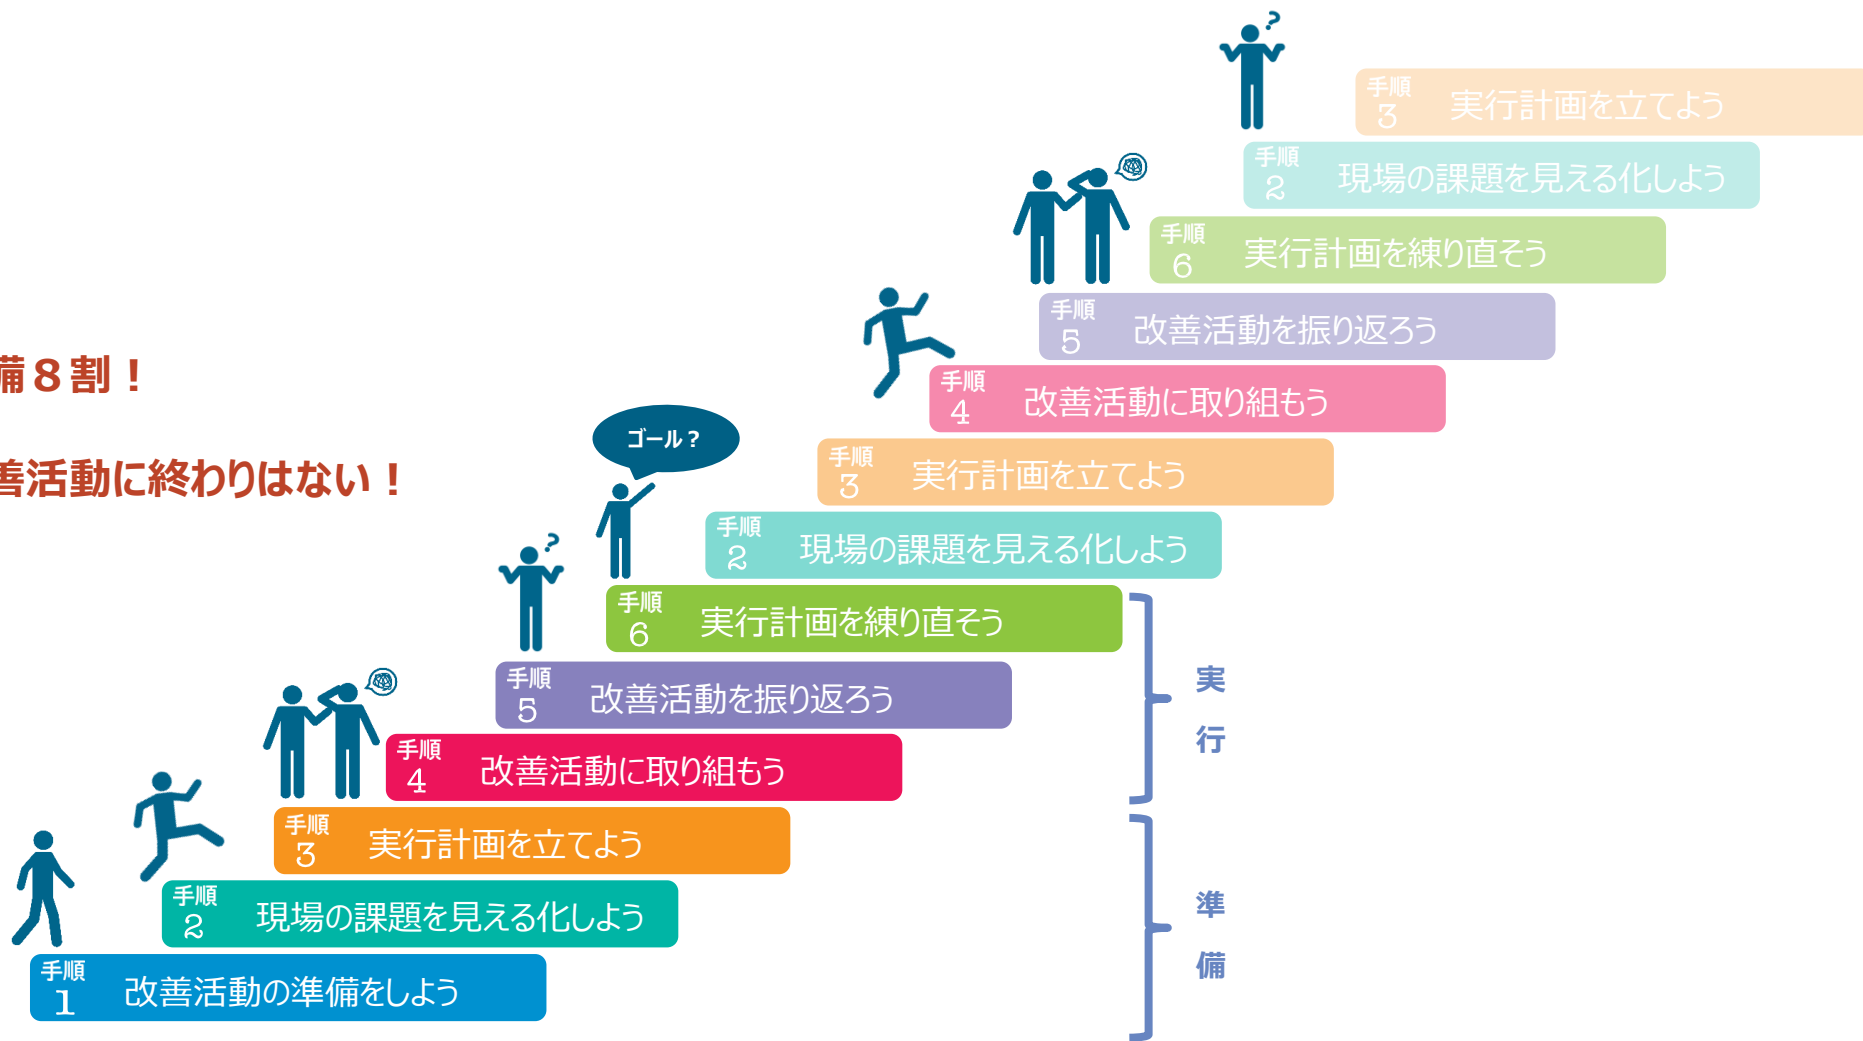 手順
3
実行計画を立てよう
手順
2
現場の課題を見える化しよう
手順
6
実行計画を練り直そう
手順
5
改善活動を振り返ろう
備８割！
手順
4
改善活動に取り組もう
ゴール？
善活動に終わりはない！
手順
3
実行計画を立てよう
手順
2
現場の課題を見える化しよう
手順
6
実行計画を練り直そう
手順
5
改善活動を振り返ろう
実
行
手順
4
改善活動に取り組もう
手順
3
実行計画を立てよう
手順
2
現場の課題を見える化しよう
準
備
手順
1
改善活動の準備をしよう
?
?